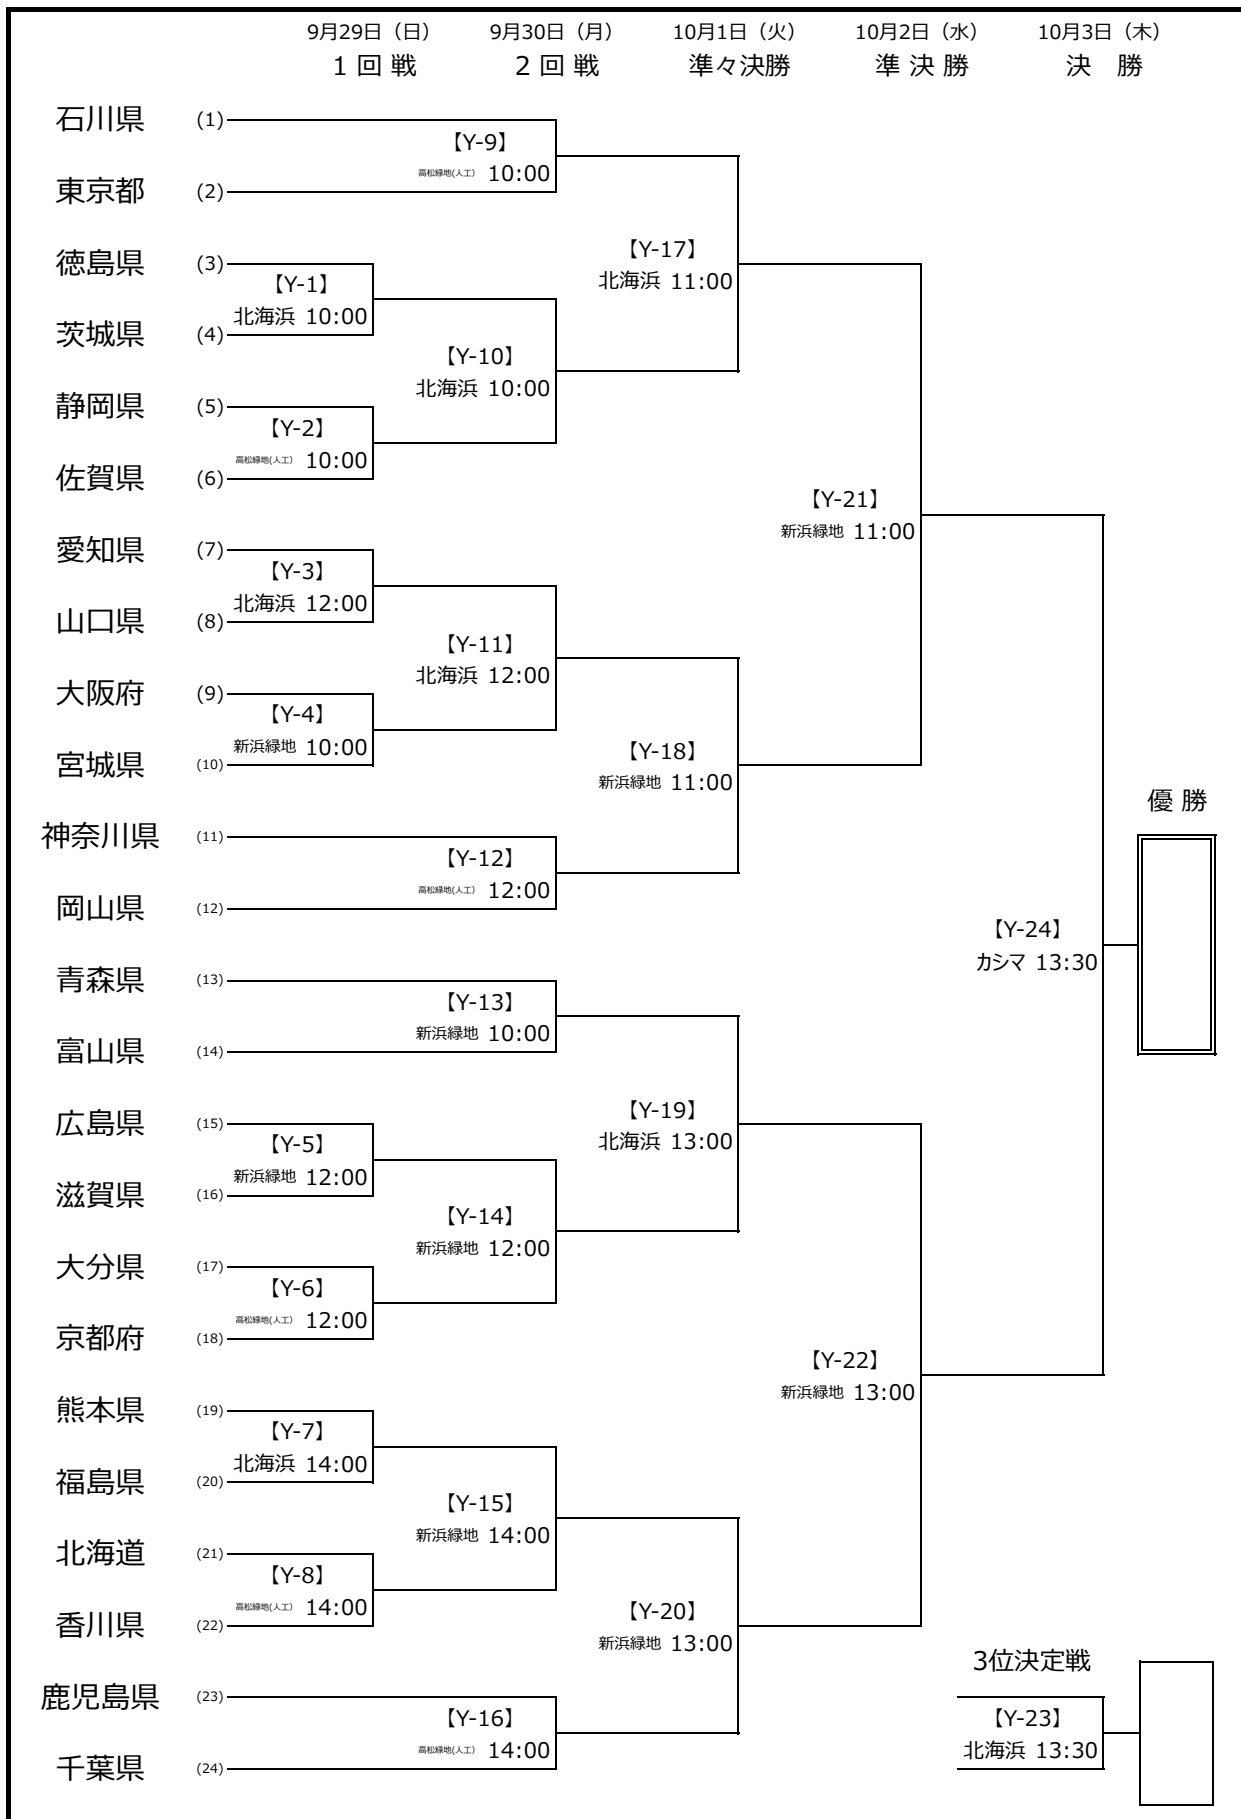 9月29日（日） 9月30日（月） 10月1日（火） 10月2日（水） 10月3日（木）
1 回 戦 2 回 戦 準々決勝 準 決 勝 決 勝
石川県 (1)
【Y-9】
高松緑地(人工) 10:00
東京都 (2)
【Y-17】
徳島県 (3)
北海浜 11:00
【Y-1】
北海浜 10:00
茨城県 (4)
【Y-10】
北海浜 10:00
静岡県 (5)
【Y-2】
高松緑地(人工) 10:00
佐賀県 (6)
【Y-21】
新浜緑地 11:00
愛知県 (7)
【Y-3】
北海浜 12:00
山口県 (8)
【Y-11】
北海浜 12:00
大阪府 (9)
【Y-4】
新浜緑地 10:00
【Y-18】
宮城県 (10)
新浜緑地 11:00
優 勝
神奈川県 (11)
【Y-12】
高松緑地(人工) 12:00
岡山県 (12)
【Y-24】
カシマ 13:30
青森県 (13)
【Y-13】
新浜緑地 10:00
富山県 (14)
【Y-19】
広島県 (15)
北海浜 13:00
【Y-5】
新浜緑地 12:00
滋賀県 (16)
【Y-14】
新浜緑地 12:00
大分県 (17)
【Y-6】
高松緑地(人工) 12:00
京都府 (18)
【Y-22】
新浜緑地 13:00
熊本県 (19)
【Y-7】
北海浜 14:00
福島県 (20)
【Y-15】
新浜緑地 14:00
北海道 (21)
【Y-8】
高松緑地(人工) 14:00
【Y-20】
香川県 (22)
新浜緑地 13:00
3位決定戦
鹿児島県 (23)
【Y-16】 【Y-23】
高松緑地(人工) 14:00 北海浜 13:30
千葉県 (24)